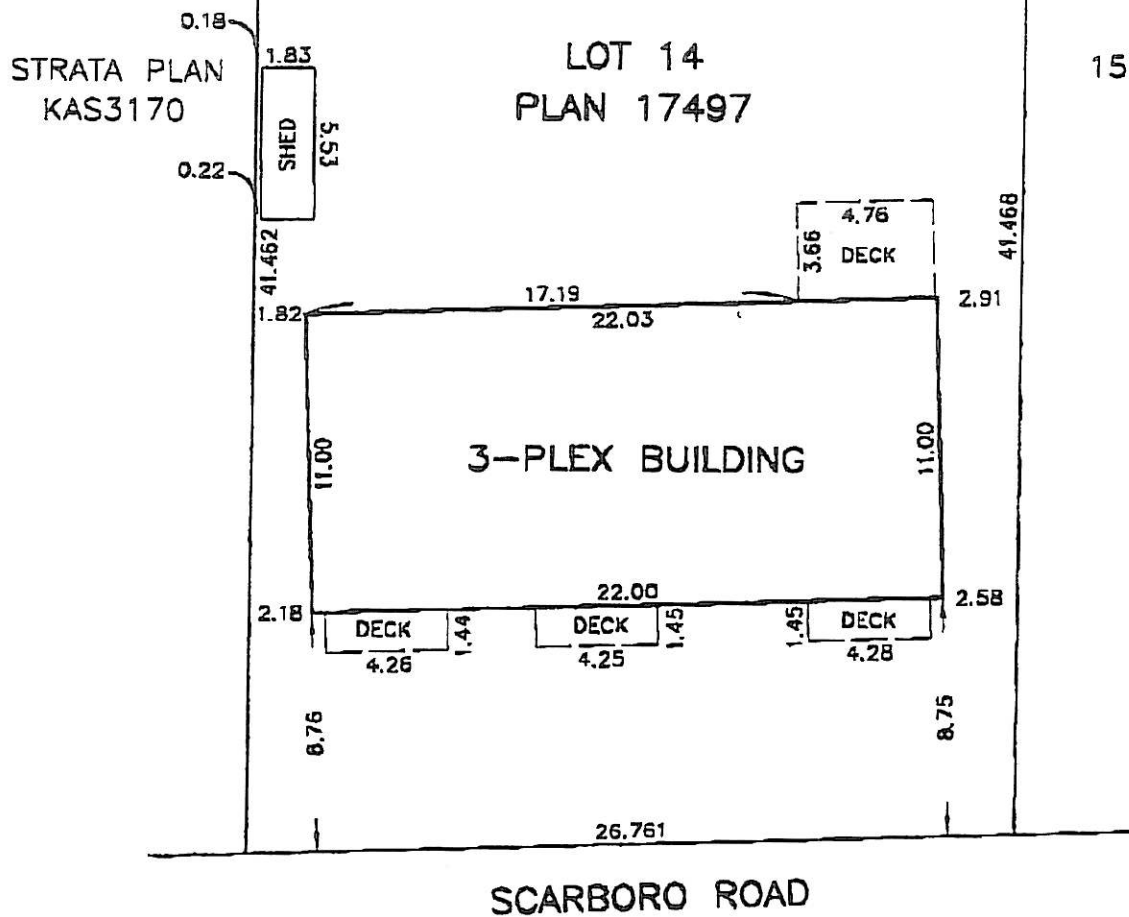 0.18
1.83
LOT 14
15
STRATA PLAN
KAS3170
PLAN 17497
SHED
5.53
0.22
4.76
3.66
DECK
41.462
41.468
17.19
1.82
2.91
22.03
3-PLEX BUILDING
11.00
11.00
22.00
2.18
2.58
DECK
1.44
DECK
1.45
1.45
DECK
4.26
4.25
4.28
8.76
8.75
26.761
SCARBORO ROAD